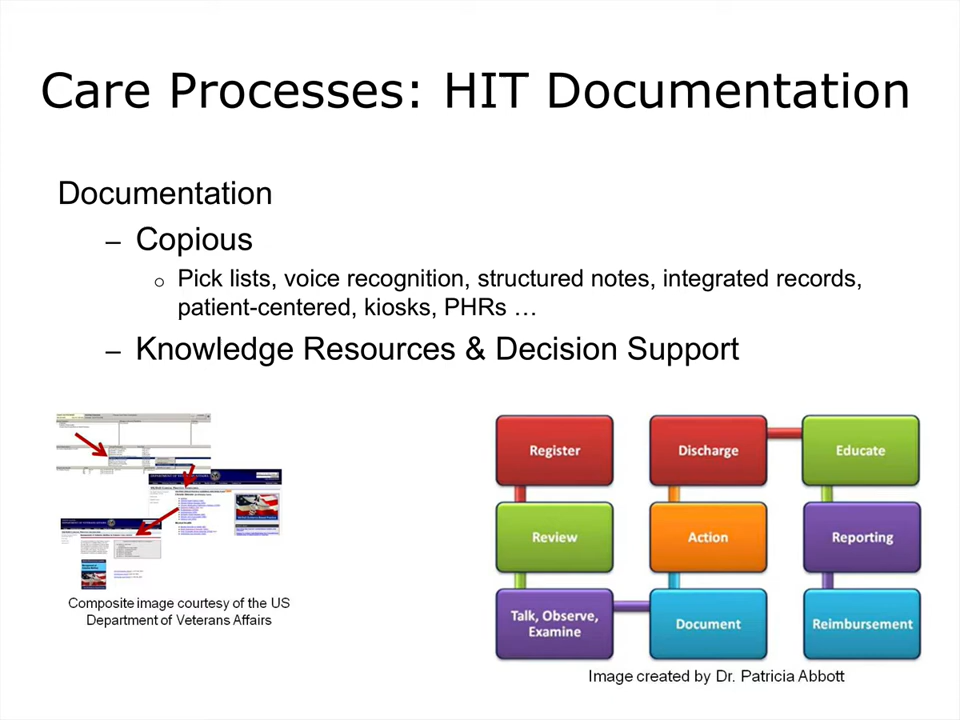 Care Processes: HIT Documentation
Documentation
– Copious
o Pick lists, voice recognition, structured notes, integrated records,
patient-centered, kiosks, PHRs …
– Knowledge Resources & Decision Support
Composite image courtesy of the US
Department of Veterans Affairs
Register
Review
Talk, Observe,
Examine
Document
Action
Discharge
Educate
Reporting
Reimbursement
Image created by Dr. Patricia Abbott